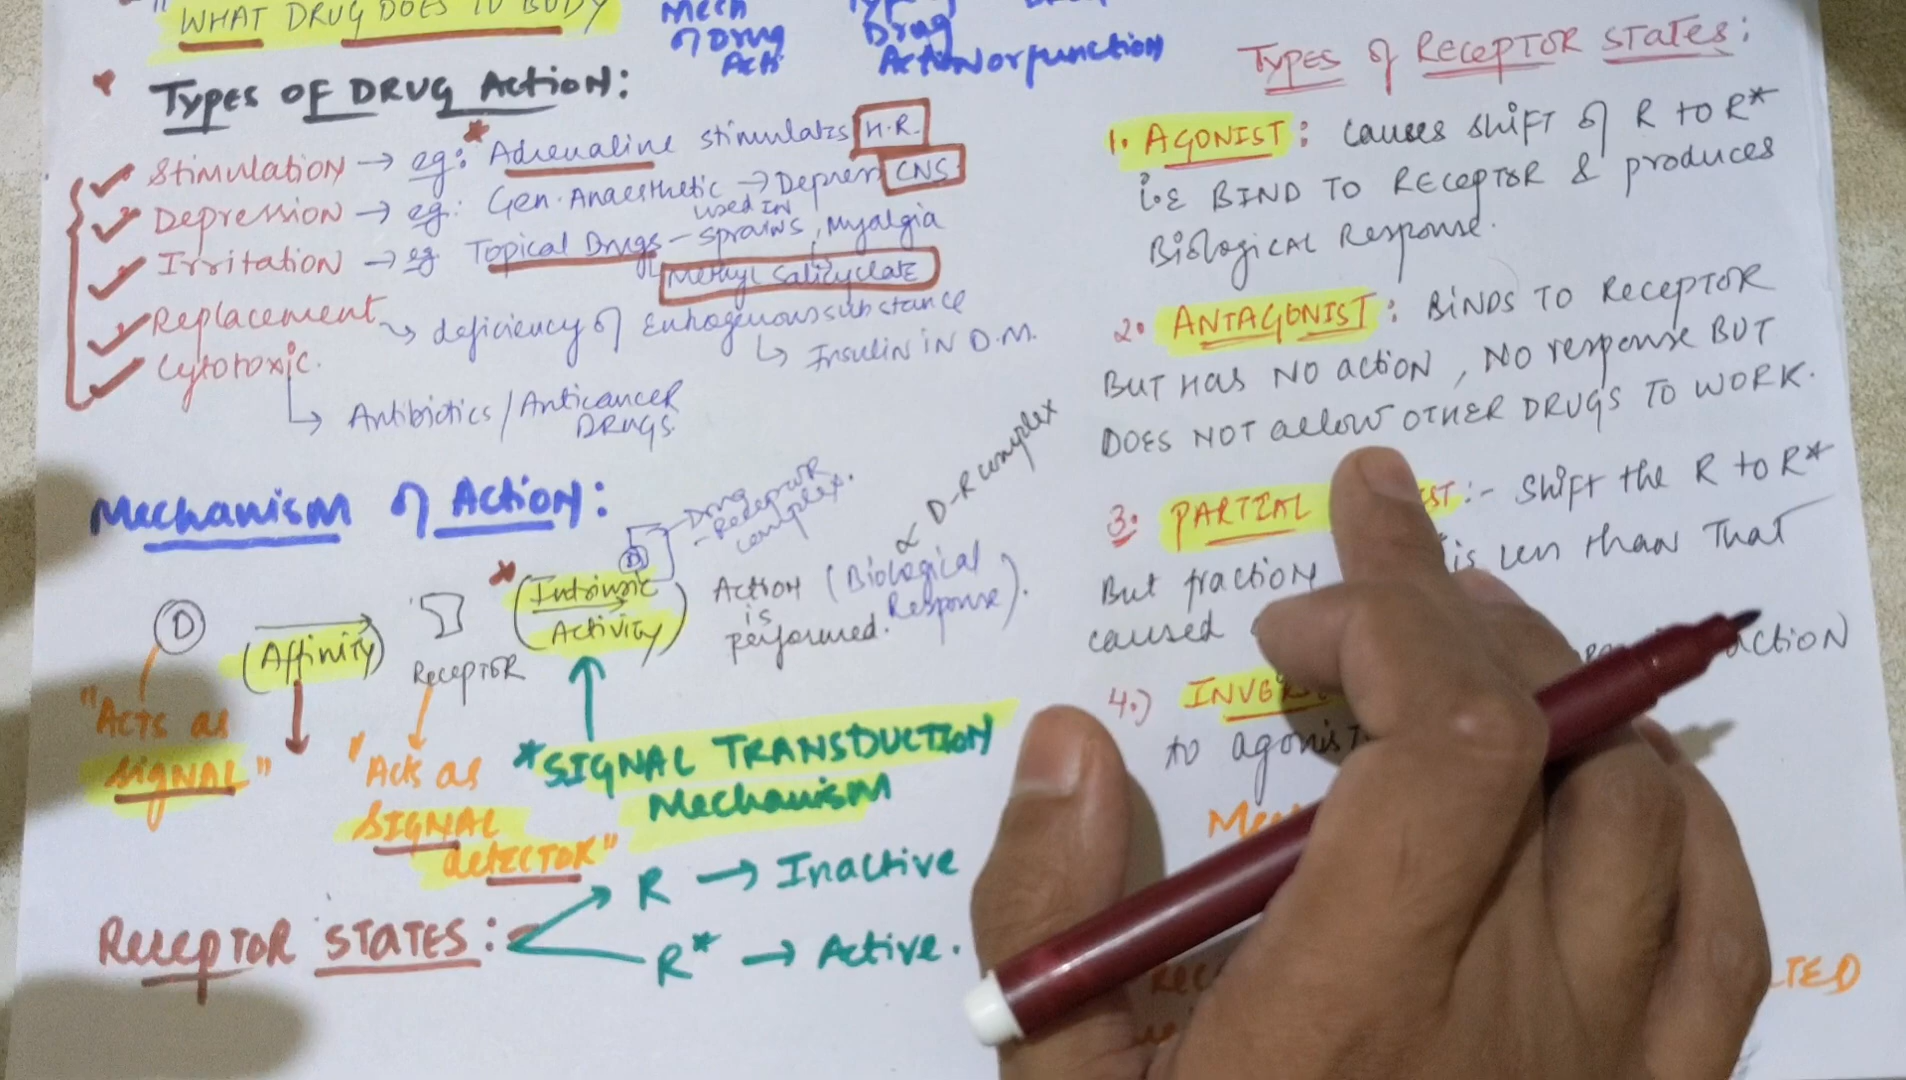 WHAT DRUG DOES TO BODY
Mech
of Drug
Acti
Drug
Action or function
Types OF DRUG Action:
Stimulation → eg: Adrenaline stimulates H.R.
Depression → eg: Gen. Anaesthetic → Depress CNS
Irritation → eg Topical Drugs - used IN sprains, Myalgia
Methyl Salicyclate
Replacement → deficiency of Enhogenous substance
↳ Insulin in D.M.
Cytotoxic.
↳ Antibiotics / Anticancer
DRUGS.
Mechanism of Action:
D
(Affinity)
Receptor
(Intrinsic
Activity)
D
Drug
- Receptor
complex.
Action (Biological
Response).
is
performed.
∝ D-R complex
"Acts as
signal"
"Acts as
SIGNAL
detector"
*SIGNAL TRANSDUCTION
Mechanism
Receptor States:
R → Inactive
R* → Active.
Types of Receptor States:
1. AGONIST: causes shift of R to R*
i.e BIND TO Receptor & produces
Biological Response.
2. ANTAGONIST: BINDS TO Receptor
BUT HAS NO action, No response BUT
DOES NOT allow OTHER DRUGS TO WORK.
3. PARTIAL IST:- Shift the R to R*
But fraction is less than That
caused
action
4.) INVERS
to agonist
LTED